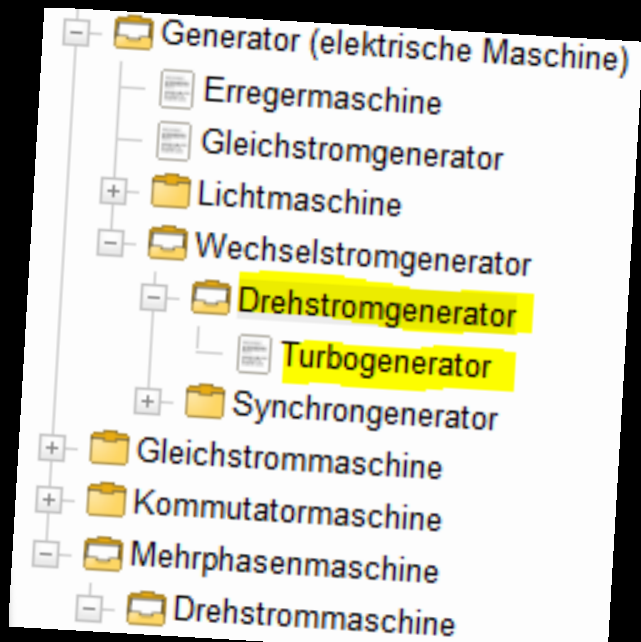 Generator (elektrische Maschine)
Erregermaschine
Gleichstromgenerator
Lichtmaschine
Wechselstromgenerator
Drehstromgenerator
Turbogenerator
Synchrongenerator
Gleichstrommaschine
Kommutatormaschine
Mehrphasenmaschine
Drehstrommaschine